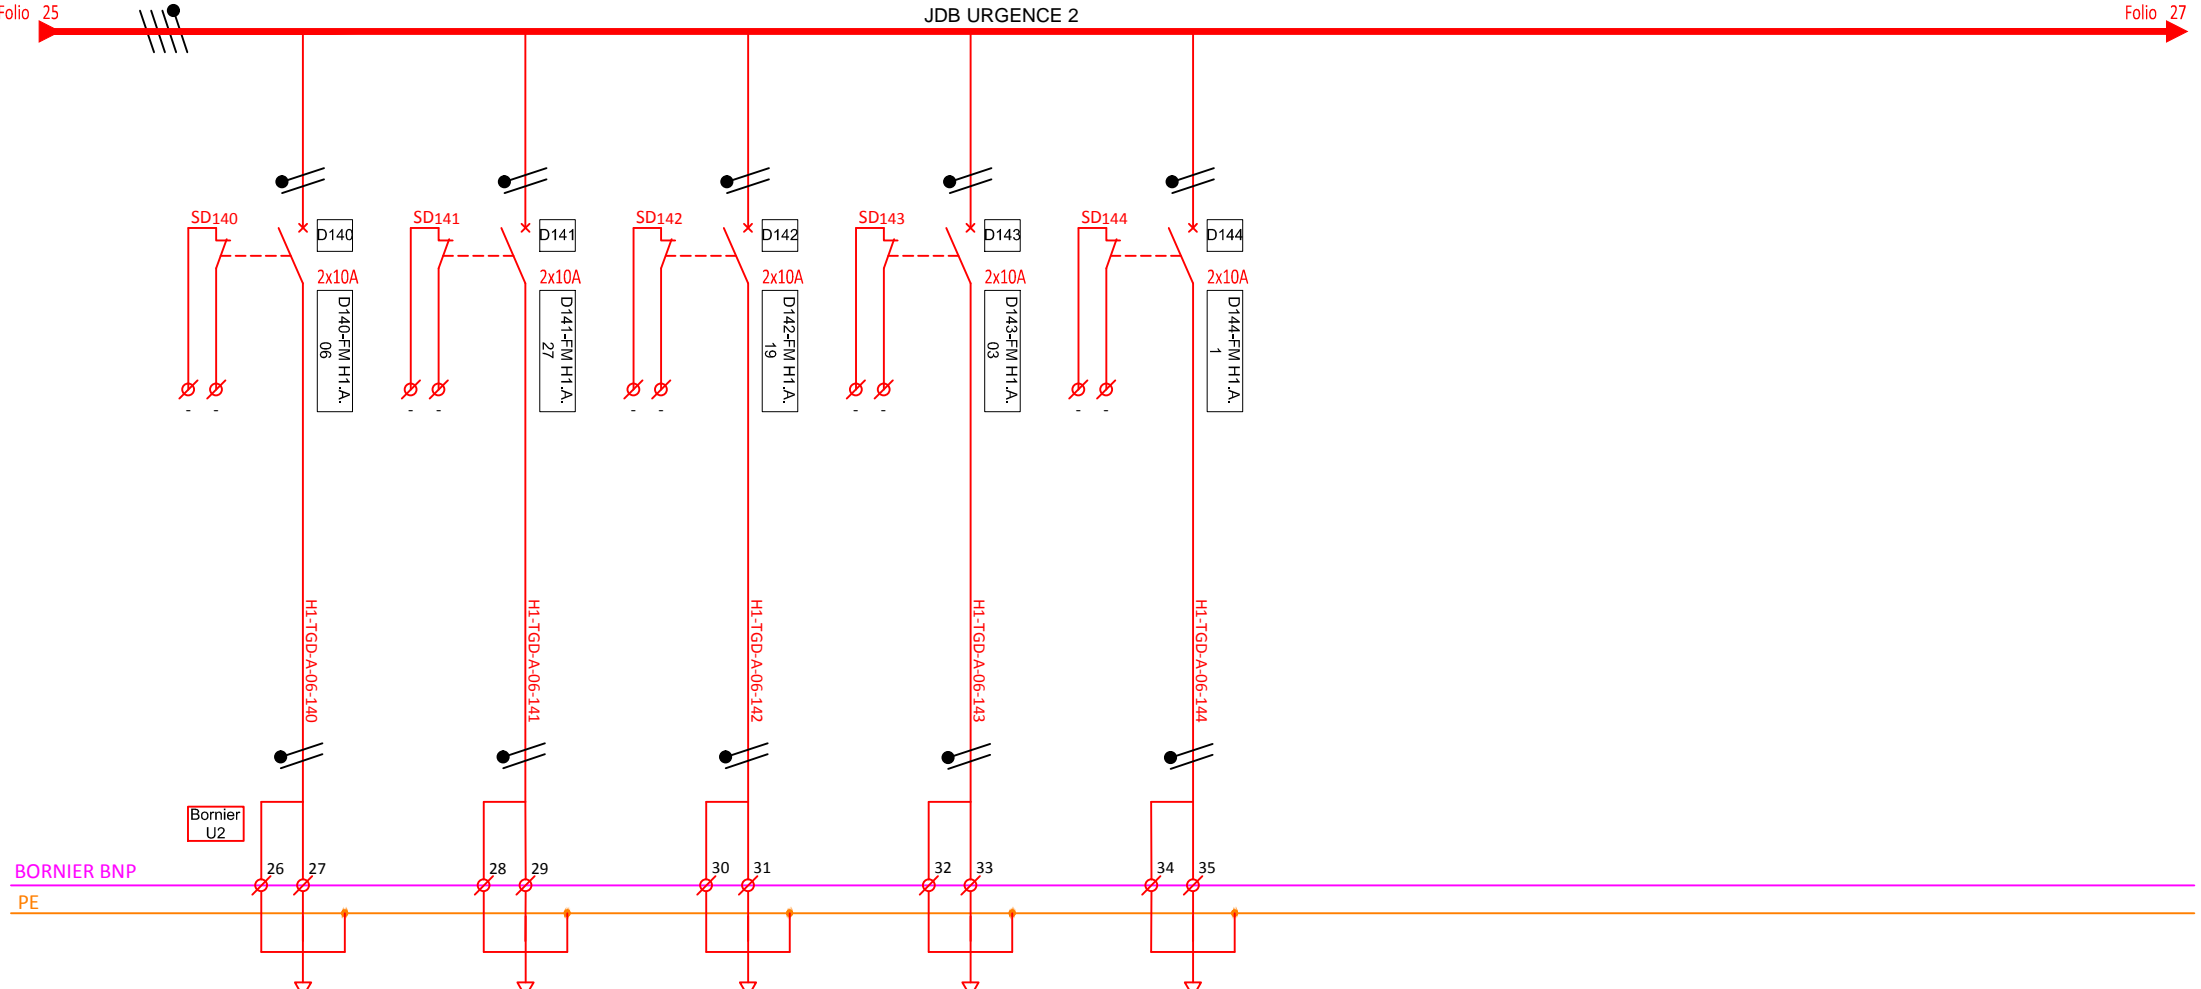 Folio 25
JDB URGENCE 2
Folio 27
SD140
D140
2x10A
D140-FM H1.A.
06
SD141
D141
2x10A
D141-FM H1.A.
27
SD142
D142
2x10A
D142-FM H1.A.
19
SD143
D143
2x10A
D143-FM H1.A.
03
SD144
D144
2x10A
D144-FM H1.A.
1
- -
- -
- -
- -
- -
H1-TGD-A-06-140
H1-TGD-A-06-141
H1-TGD-A-06-142
H1-TGD-A-06-143
H1-TGD-A-06-144
Bornier
U2
BORNIER BNP
26 27
28 29
30 31
32 33
34 35
PE